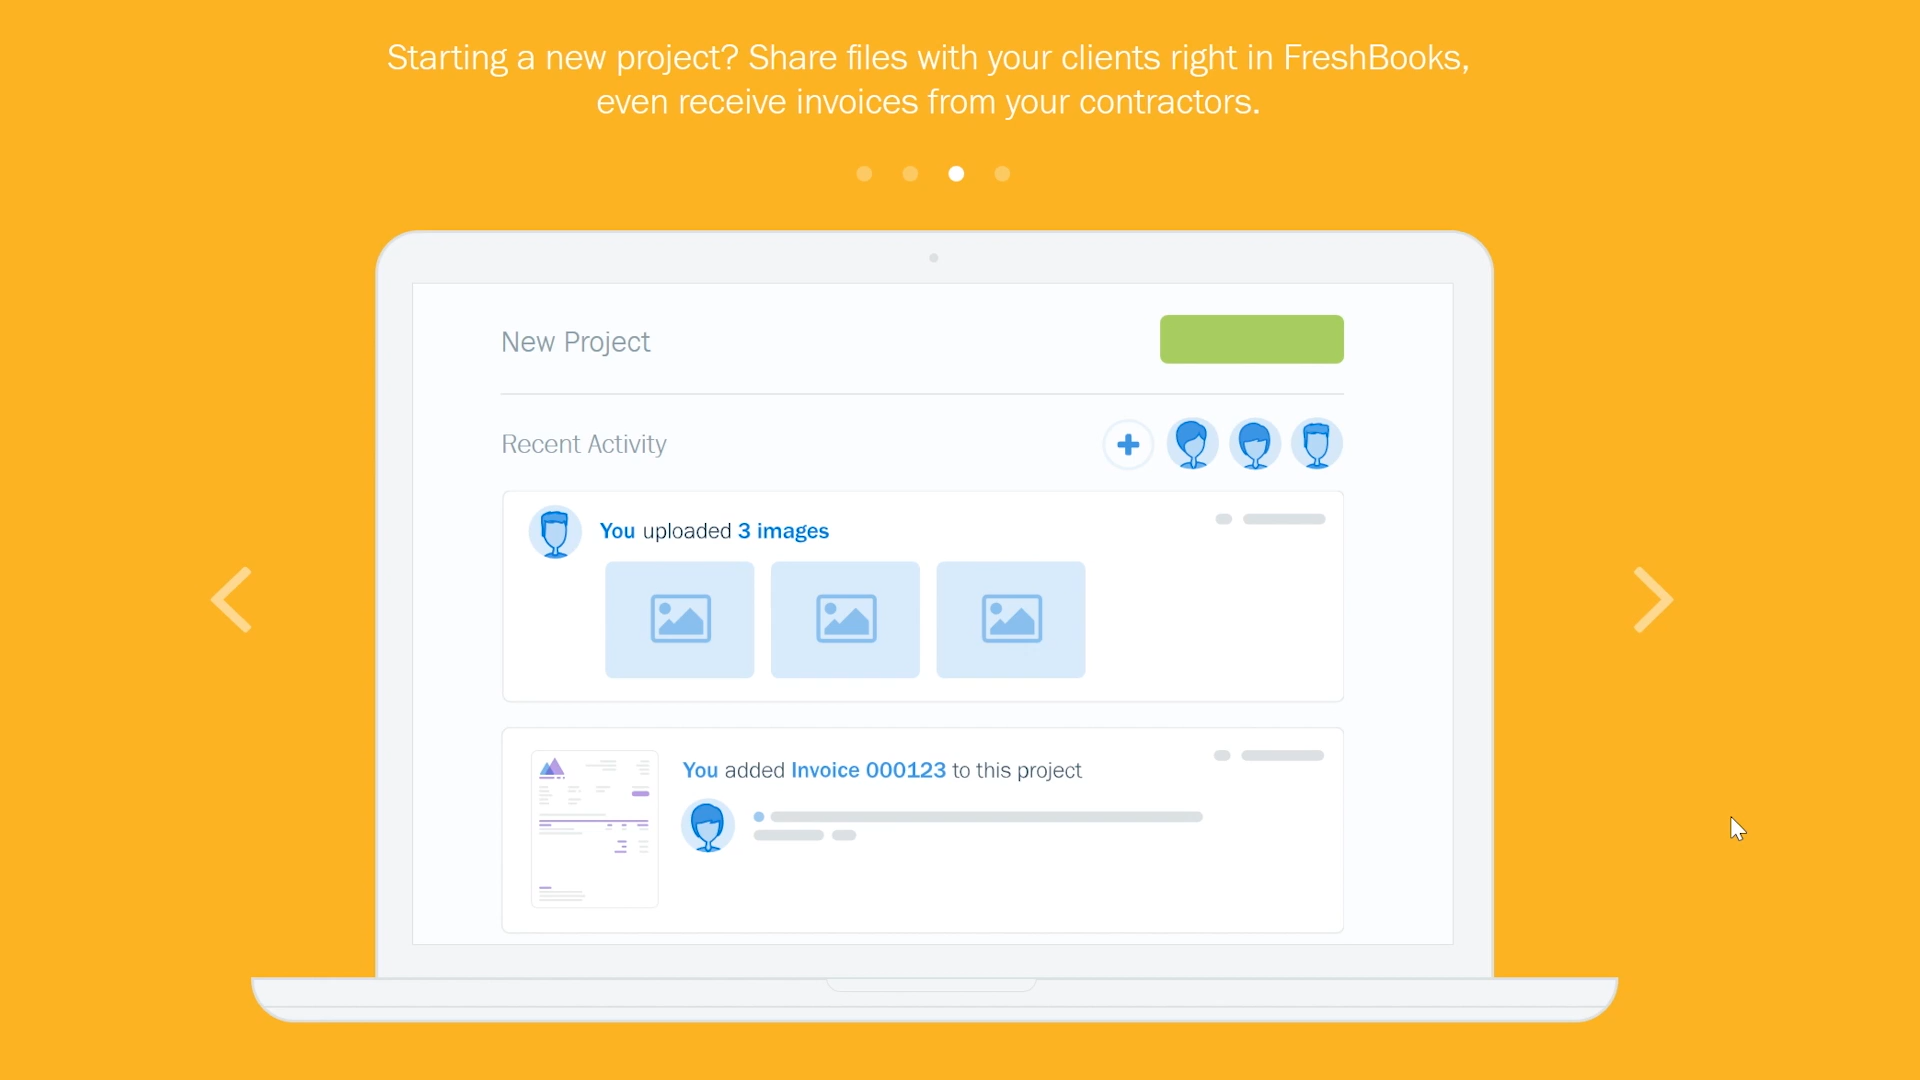 Starting a new project? Share files with your clients right in FreshBooks,
even receive invoices from your contractors.
New Project
Recent Activity
You uploaded 3 images
You added Invoice 000123 to this project